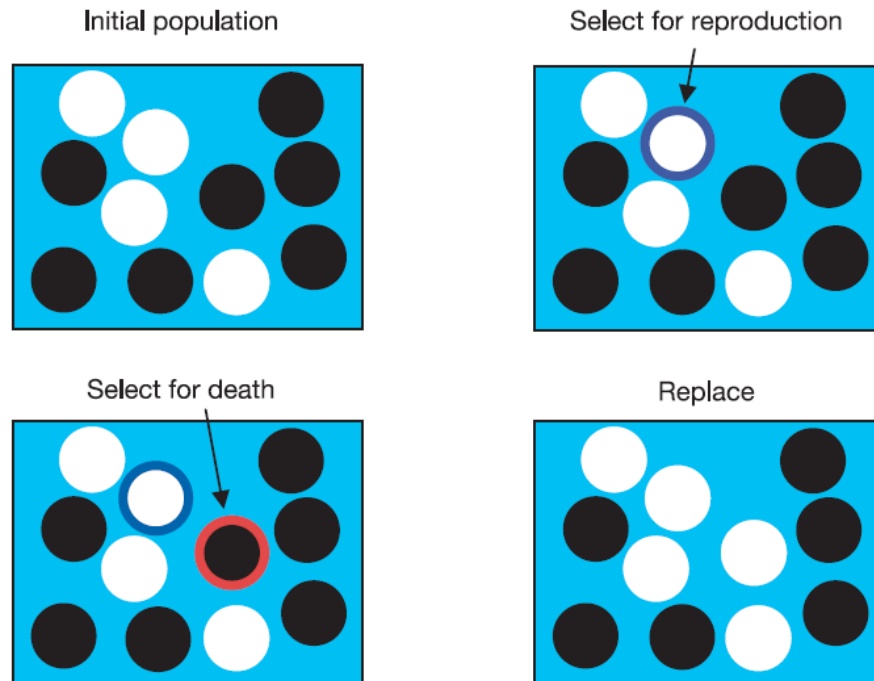 Initial population
Select for reproduction
Select for death
Replace